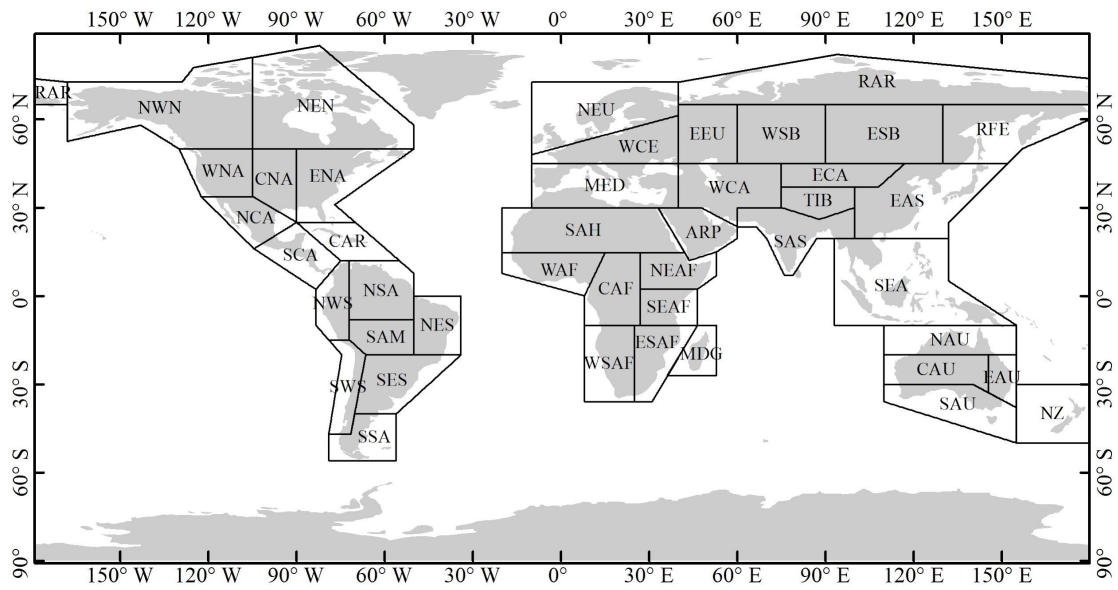 150° W 120° W 90° W 60° W 30° W 0° 30° E 60° E 90° E 120° E 150° E
60° N
30° N
0°
30° S
60° S
90°
RAR
NWN
NEN
RAR
NEU
WCE
EEU
WSB
ESB
RFE
WNA
CNA
ENA
MED
WCA
ECA
TIB
EAS
NCA
CAR
SCA
SAH
ARP
SAS
WAF
CAF
NEAF
SEAF
SEA
NWS
NSA
SAM
NES
WSAF
ESAF
MDG
NAU
CAU
EAU
SAU
NZ
SWS
SES
SSA
60° N
30° N
0°
30° S
60° S
90°
150° W 120° W 90° W 60° W 30° W 0° 30° E 60° E 90° E 120° E 150° E